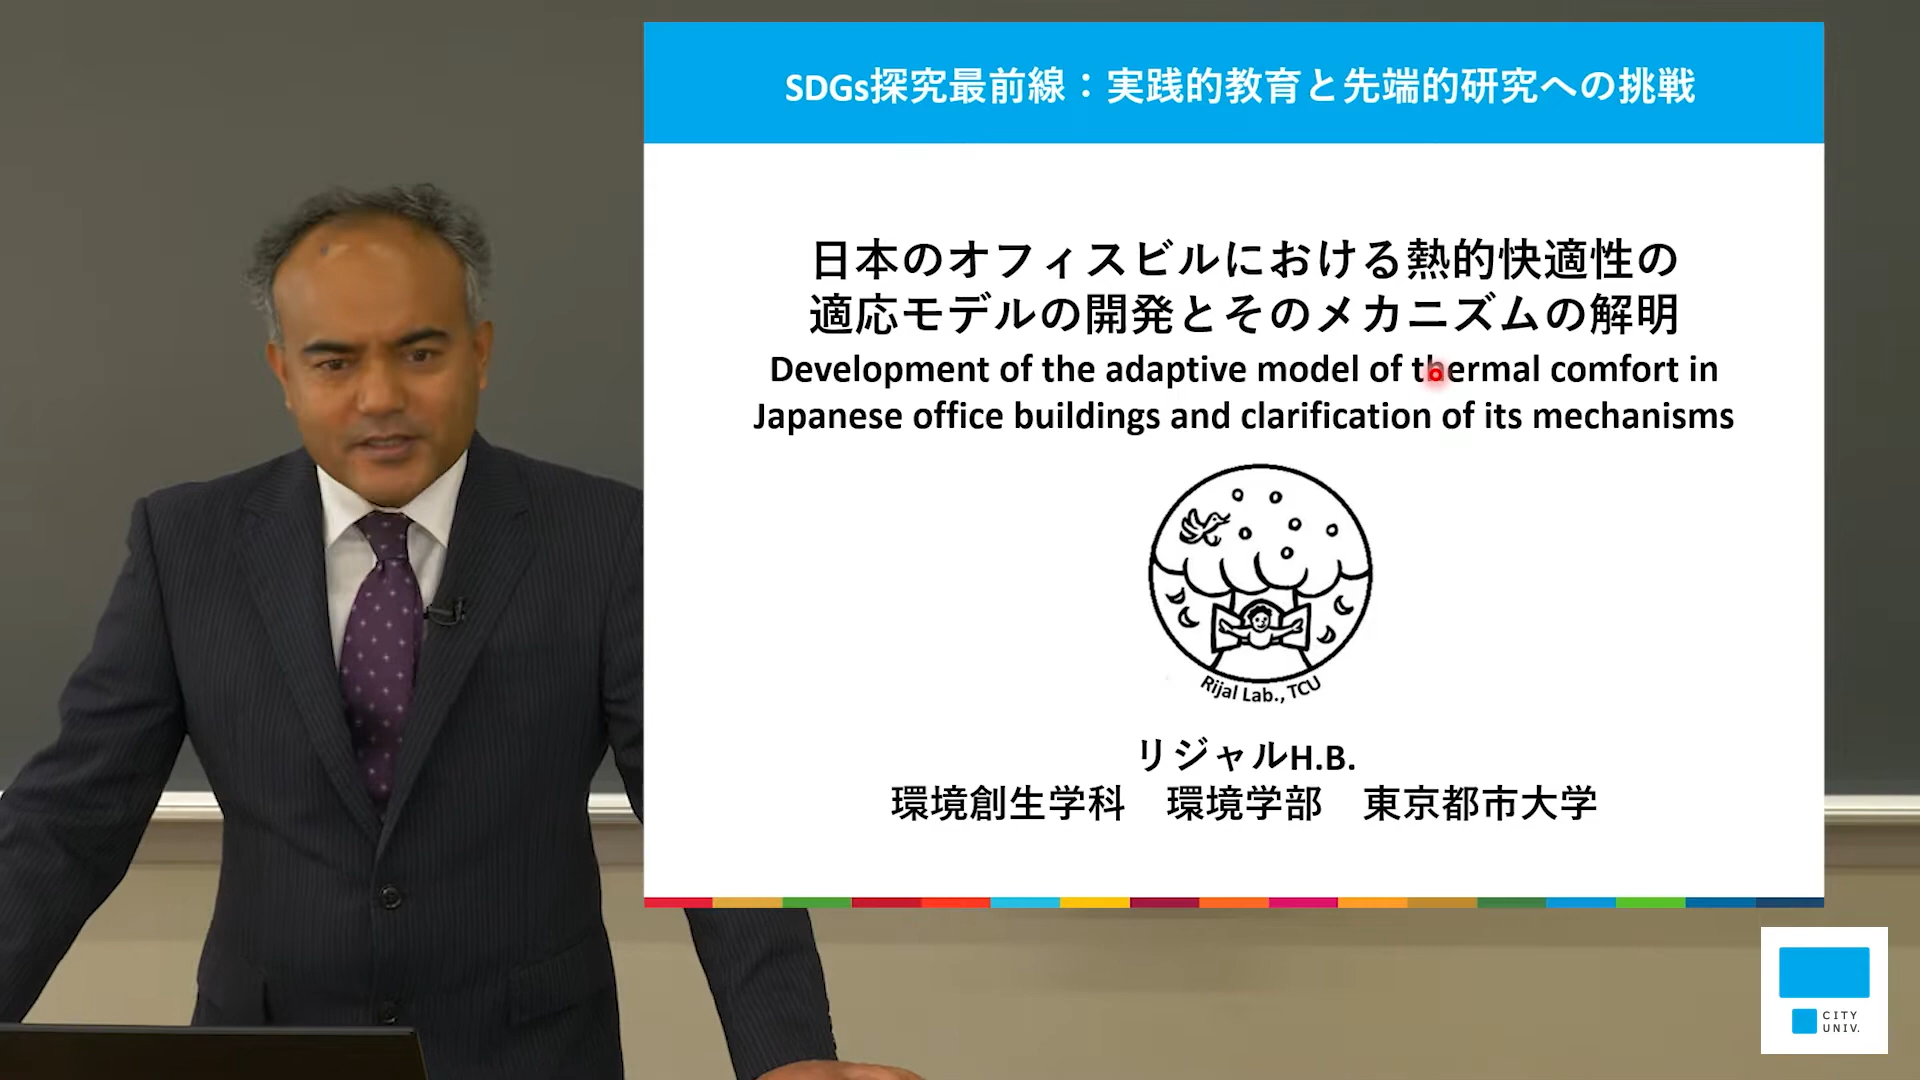 SDGs探究最前線：実践的教育と先端的研究への挑戦
日本のオフィスビルにおける熱的快適性の
適応モデルの開発とそのメカニズムの解明
Development of the adaptive model of thermal comfort in
Japanese office buildings and clarification of its mechanisms
Rijal Lab., TCU
リジャルH.B.
環境創生学科　環境学部　東京都市大学
CITY
UNIV.